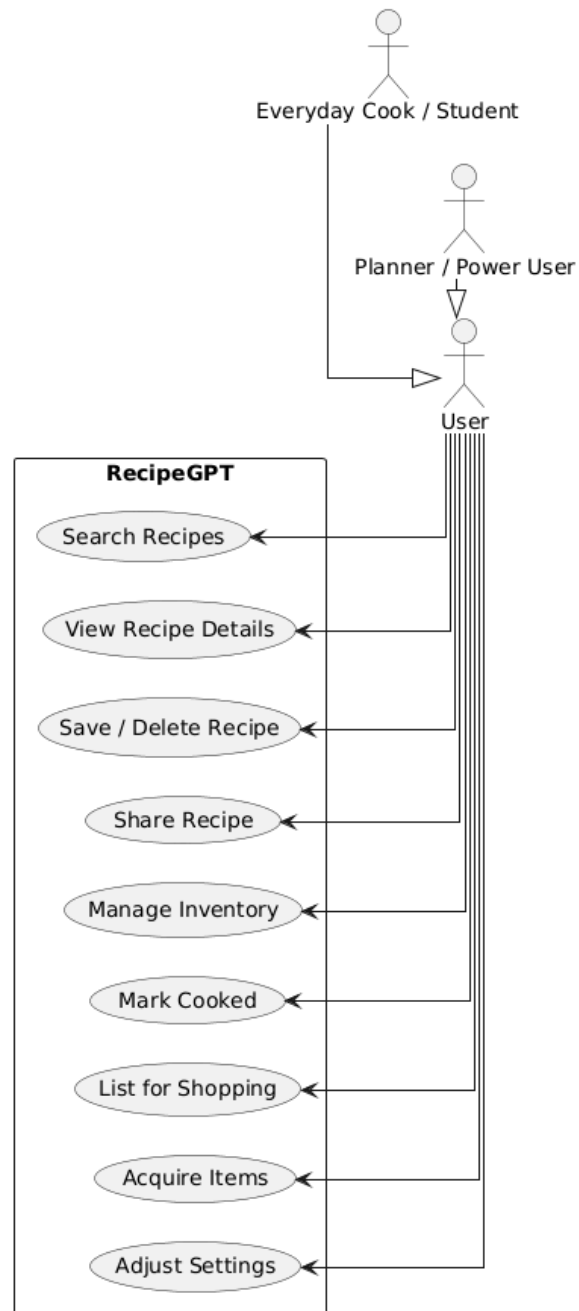 Everyday Cook / Student
Planner / Power User
User
RecipeGPT
Search Recipes
View Recipe Details
Save / Delete Recipe
Share Recipe
Manage Inventory
Mark Cooked
List for Shopping
Acquire Items
Adjust Settings